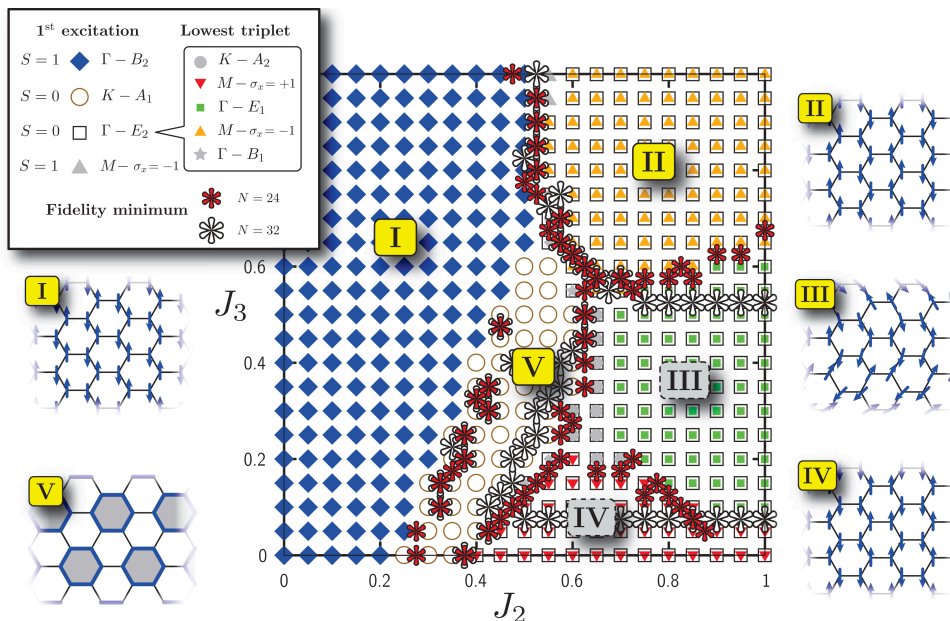 1st excitation
Lowest triplet
S = 1 Γ − B2
K − A2
M − σx = +1
S = 0 K − A1
Γ − E1
S = 0 Γ − E2
M − σx = −1
Γ − B1
S = 1 M − σx = −1
Fidelity minimum
N = 24
N = 32
I
II
III
IV
V
I
V
II
III
IV
J3
0.6
0.4
0.2
0
0 0.2 0.4 0.6 0.8 1
J2